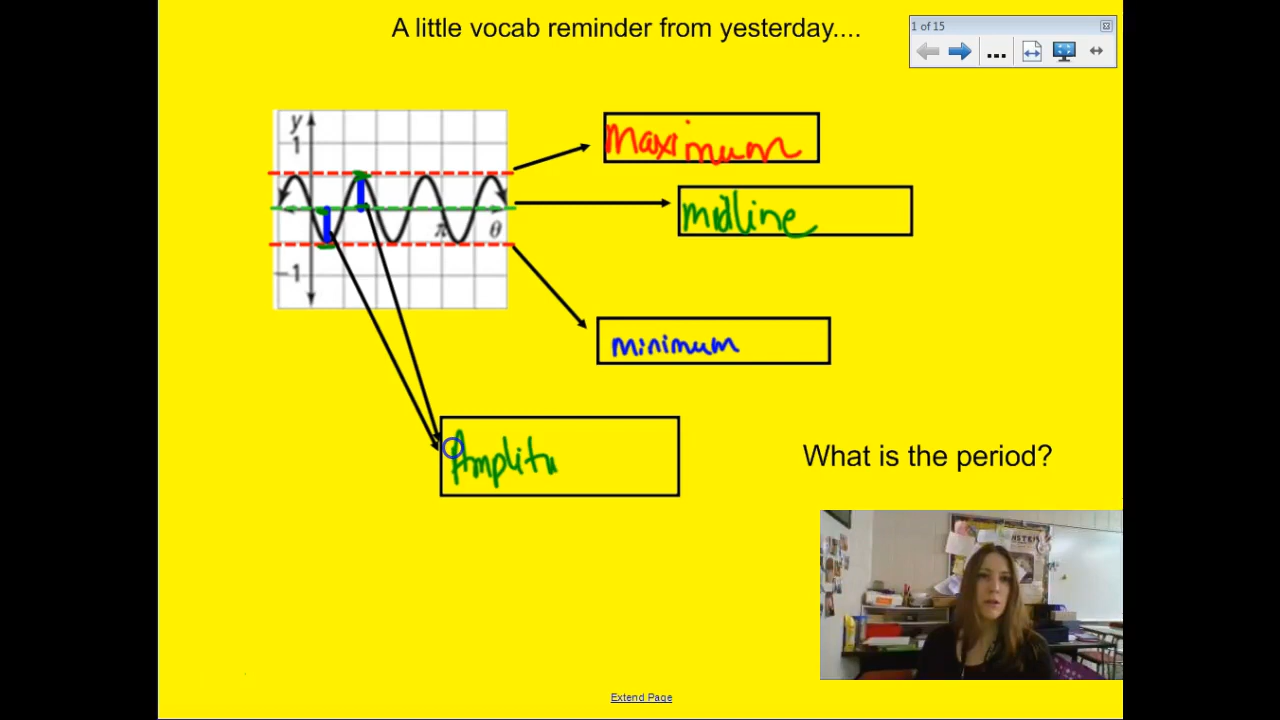 A little vocab reminder from yesterday....
1 of 15
y
1
maximum
midline
π
θ
-1
minimum
Amplitu
What is the period?
Extend Page